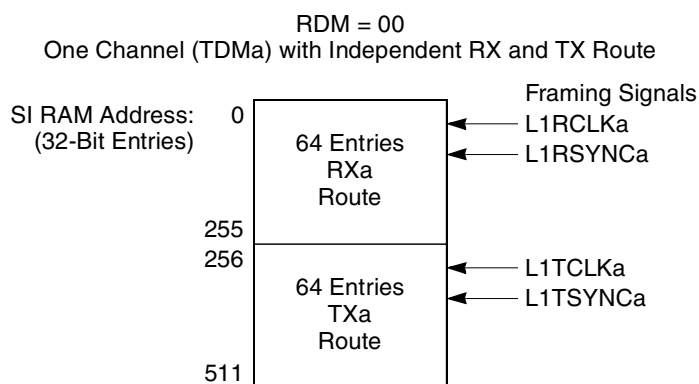 RDM = 00
One Channel (TDMa) with Independent RX and TX Route
Framing Signals
SI RAM Address:
(32-Bit Entries)
0
64 Entries
RXa
Route
L1RCLKa
L1RSYNCa
255
256
64 Entries
TXa
Route
L1TCLKa
L1TSYNCa
511